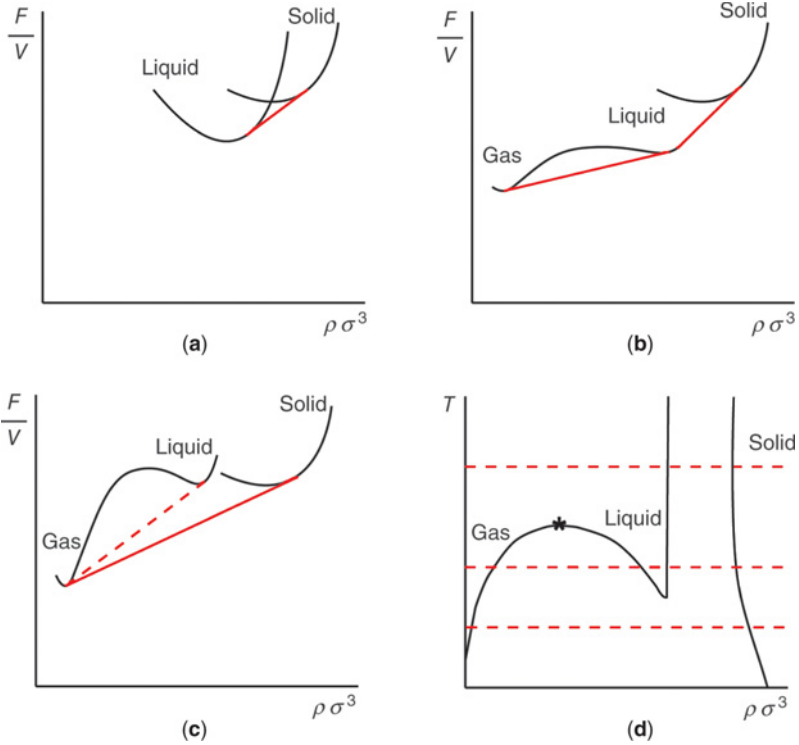 F
V
Solid
Liquid
ρσ³
(a)
F
V
Solid
Liquid
Gas
ρσ³
(b)
F
V
Solid
Liquid
Gas
ρσ³
(c)
T
Solid
Gas
*
Liquid
ρσ³
(d)